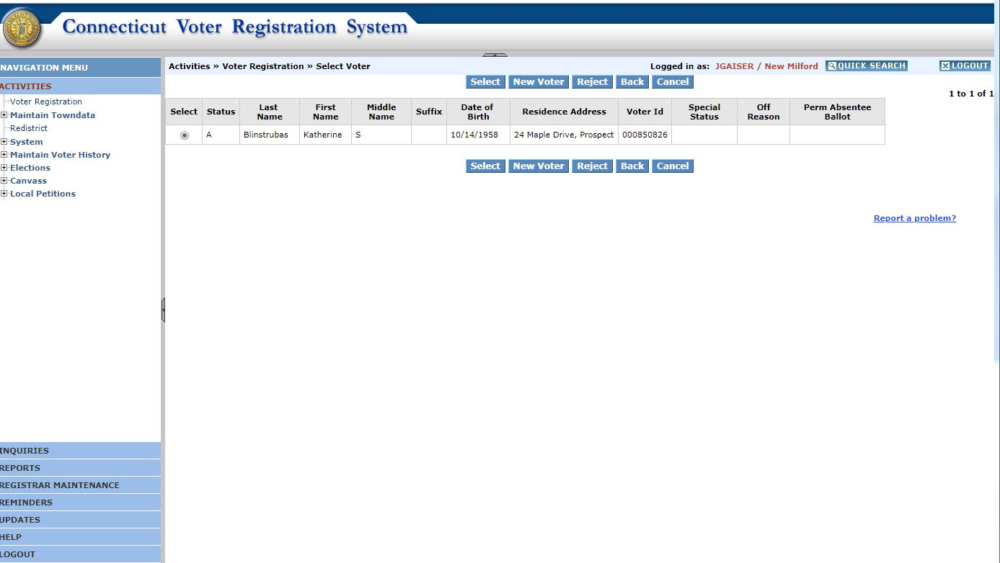 Connecticut Voter Registration System
NAVIGATION MENU
ACTIVITIES
Voter Registration
Maintain Towndata
Redistrict
System
Maintain Voter History
Elections
Canvass
Local Petitions
INQUIRIES
REPORTS
REGISTRAR MAINTENANCE
REMINDERS
UPDATES
HELP
LOGOUT
Activities » Voter Registration » Select Voter
Logged in as: JGAISER / New Milford QUICK SEARCH LOGOUT
Select New Voter Reject Back Cancel
1 to 1 of 1
Select Status Last Name First Name Middle Name Suffix Date of Birth Residence Address Voter Id Special Status Off Reason Perm Absentee Ballot
A Blinstrubas Katherine S 10/14/1958 24 Maple Drive, Prospect 000850826
Select New Voter Reject Back Cancel
Report a problem?